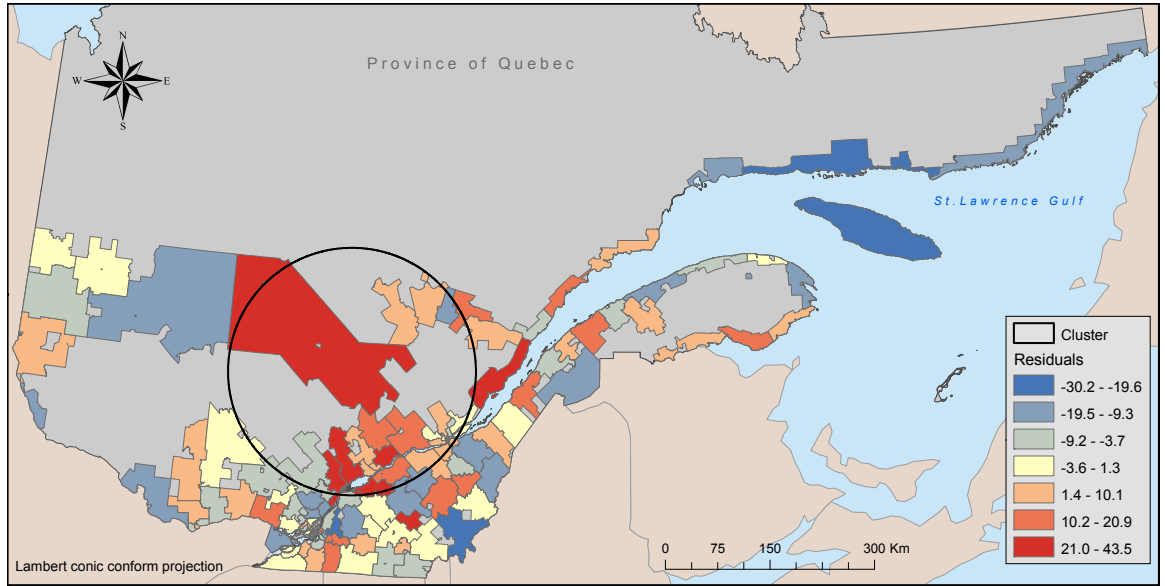 Province of Quebec
N
W
E
S
St.Lawrence Gulf
Cluster
Residuals
-30.2 - -19.6
-19.5 - -9.3
-9.2 - -3.7
-3.6 - 1.3
1.4 - 10.1
10.2 - 20.9
21.0 - 43.5
0 75 150 300 Km
Lambert conic conform projection